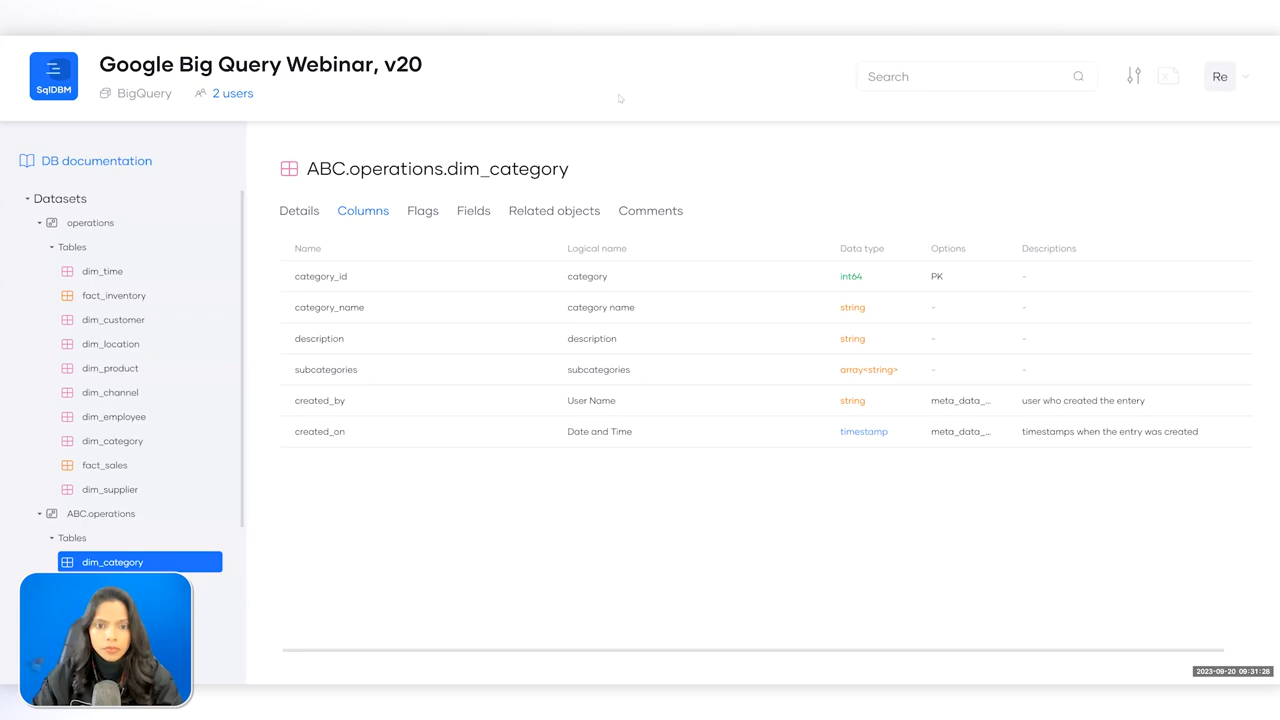 Google Big Query Webinar, v20
SqlDBM
BigQuery 2 users
Search
Re
DB documentation
Datasets
operations
Tables
dim_time
fact_inventory
dim_customer
dim_location
dim_product
dim_channel
dim_employee
dim_category
fact_sales
dim_supplier
ABC.operations
Tables
dim_category
ABC.operations.dim_category
Details Columns Flags Fields Related objects Comments
Name Logical name Data type Options Descriptions
category_id category int64 PK -
category_name category name string - -
description description string - -
subcategories subcategories array<string> - -
created_by User Name string meta_data_... user who created the entery
created_on Date and Time timestamp meta_data_... timestamps when the entry was created
2023-09-20 09:31:28